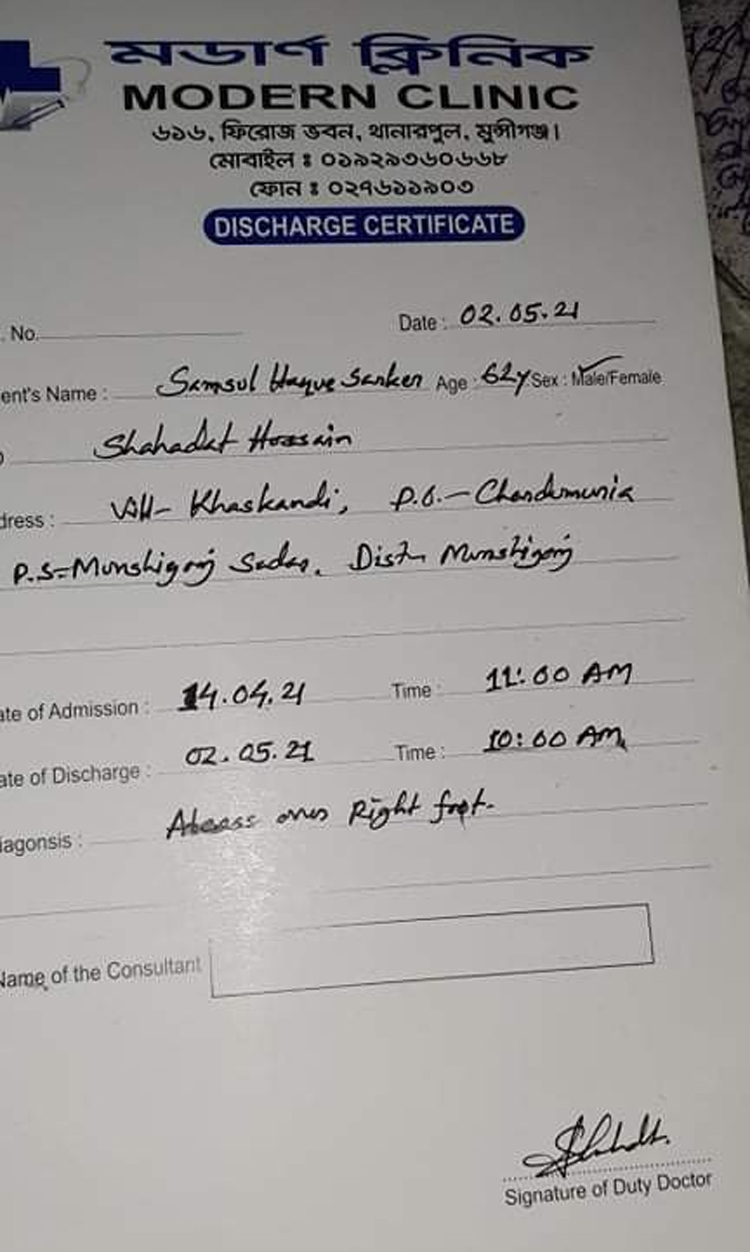 মডার্ণ ক্লিনিক
MODERN CLINIC
৬১৬, ফিরোজ ভবন, থানারপুল, মুন্সীগঞ্জ।
মোবাইল ঃ ০১৯২৯৩৬০৬৬৮
ফোন ঃ ০২৭৬১১৯০৩
DISCHARGE CERTIFICATE
. No. Date : 02.05.21
ent's Name : Samsul Haque Sarker Age : 62y Sex : Male/Female
Shahadat Hossain
dress : Vill- Khaskandi, P.O.- Chardumuria
P.S-Munshiganj Sadar, Dist- Munshiganj
ate of Admission : 14.04.21 Time : 11:00 AM
ate of Discharge : 02.05.21 Time : 10:00 AM
iagonsis : Abcess over Right foot.
Name of the Consultant
Signature of Duty Doctor